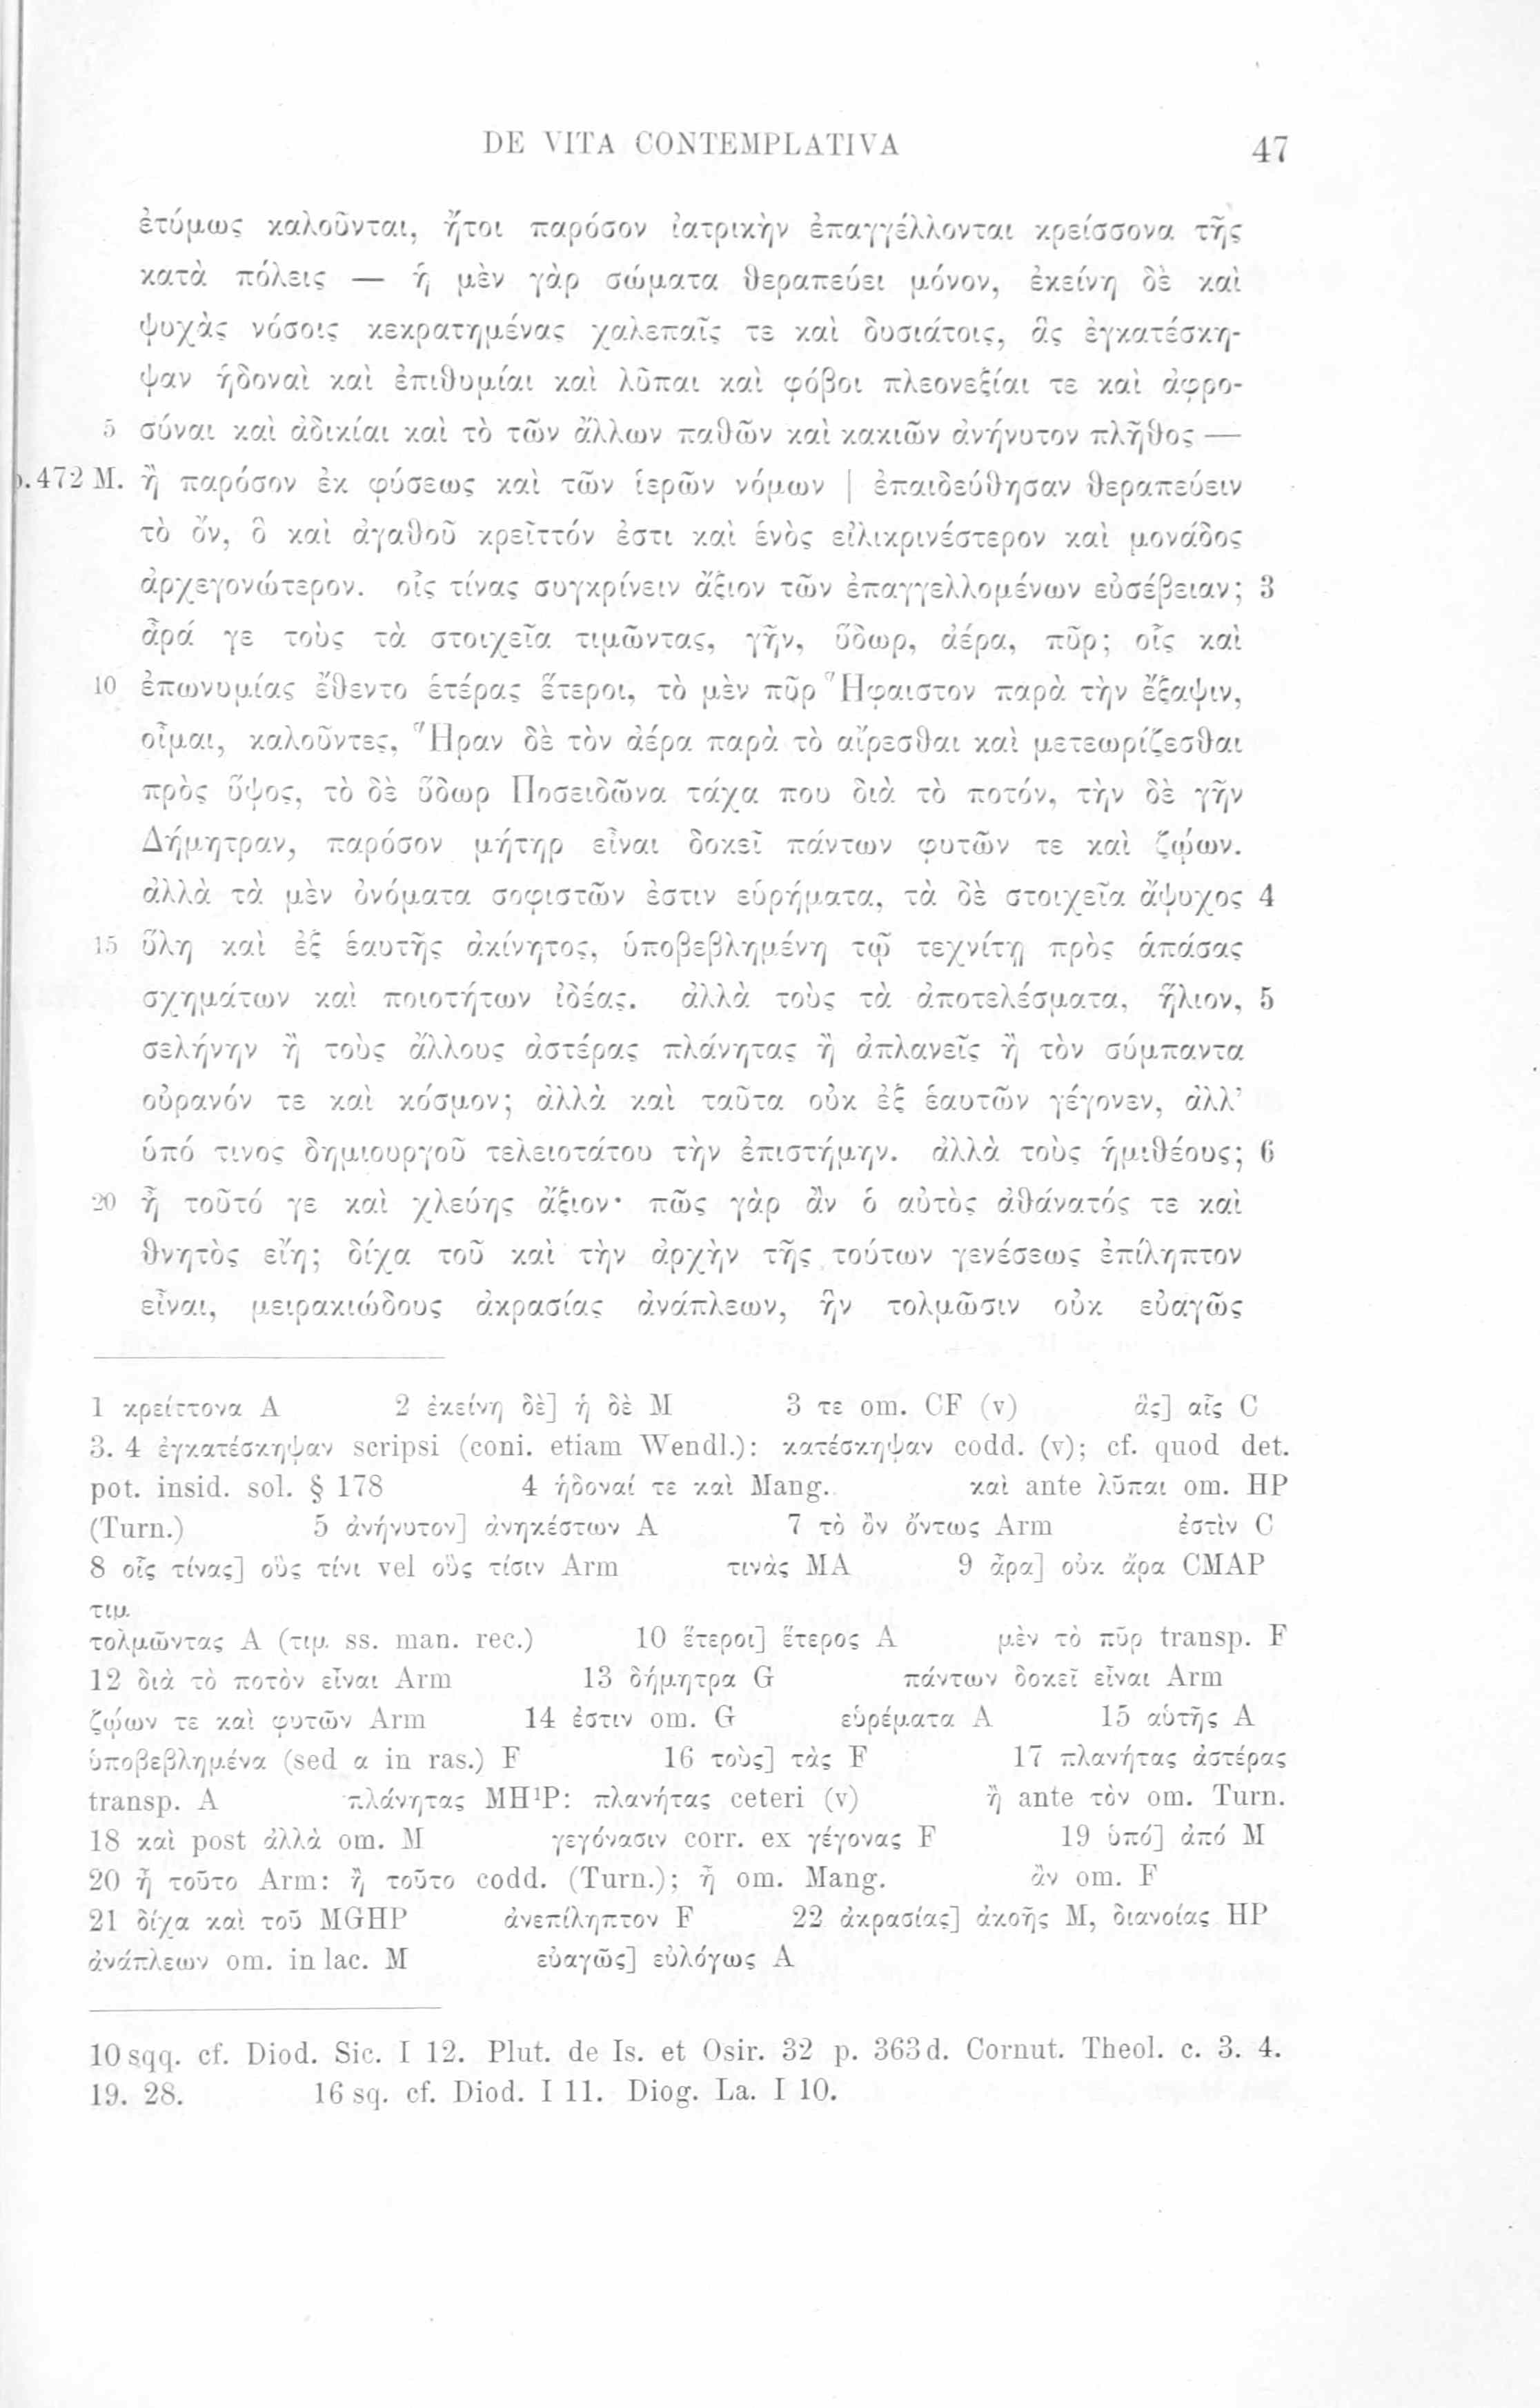 DE VITA CONTEMPLATIVA 47
ἐτύμως καλοῦνται, ἤτοι παρόσον ἰατρικὴν ἐπαγγέλλονται κρείσσονα τῆς
κατὰ πόλεις — ἡ μὲν γὰρ σώματα θεραπεύει μόνον, ἐκείνη δὲ καὶ
ψυχὰς νόσοις κεκρατημένας χαλεπαῖς τε καὶ δυσιάτοις, ἃς ἐγκατέσκη-
ψαν ἡδοναὶ καὶ ἐπιθυμίαι καὶ λῦπαι καὶ φόβοι πλεονεξίαι τε καὶ ἀφρο-
5 σύναι καὶ ἀδικίαι καὶ τὸ τῶν ἄλλων παθῶν καὶ κακιῶν ἀνήνυτον πλῆθος —
p.472 M. ἢ παρόσον ἐκ φύσεως καὶ τῶν ἱερῶν νόμων | ἐπαιδεύθησαν θεραπεύειν
τὸ ὄν, ὃ καὶ ἀγαθοῦ κρεῖττόν ἐστι καὶ ἑνὸς εἰλικρινέστερον καὶ μονάδος
ἀρχεγονώτερον. οἷς τίνας συγκρίνειν ἄξιον τῶν ἐπαγγελλομένων εὐσέβειαν; 3
ἆρά γε τοὺς τὰ στοιχεῖα τιμῶντας, γῆν, ὕδωρ, ἀέρα, πῦρ; οἷς καὶ
10 ἐπωνυμίας ἔθεντο ἑτέρας ἕτεροι, τὸ μὲν πῦρ Ἥφαιστον παρὰ τὴν ἔξαψιν,
οἶμαι, καλοῦντες, Ἥραν δὲ τὸν ἀέρα παρὰ τὸ αἴρεσθαι καὶ μετεωρίζεσθαι
πρὸς ὕψος, τὸ δὲ ὕδωρ Ποσειδῶνα τάχα που διὰ τὸ ποτόν, τὴν δὲ γῆν
Δήμητραν, παρόσον μήτηρ εἶναι δοκεῖ πάντων φυτῶν τε καὶ ζῴων.
ἀλλὰ τὰ μὲν ὀνόματα σοφιστῶν ἐστιν εὑρήματα, τὰ δὲ στοιχεῖα ἄψυχος 4
15 ὕλη καὶ ἐξ ἑαυτῆς ἀκίνητος, ὑποβεβλημένη τῷ τεχνίτῃ πρὸς ἁπάσας
σχημάτων καὶ ποιοτήτων ἰδέας. ἀλλὰ τοὺς τὰ ἀποτελέσματα, ἥλιον, 5
σελήνην ἢ τοὺς ἄλλους ἀστέρας πλάνητας ἢ ἀπλανεῖς ἢ τὸν σύμπαντα
οὐρανόν τε καὶ κόσμον; ἀλλὰ καὶ ταῦτα οὐκ ἐξ ἑαυτῶν γέγονεν, ἀλλ’
ὑπό τινος δημιουργοῦ τελειοτάτου τὴν ἐπιστήμην. ἀλλὰ τοὺς ἡμιθέους; 6
20 ἦ τοῦτό γε καὶ χλεύης ἄξιον· πῶς γὰρ ἂν ὁ αὐτὸς ἀθάνατός τε καὶ
θνητὸς εἴη; δίχα τοῦ καὶ τὴν ἀρχὴν τῆς τούτων γενέσεως ἐπίληπτον
εἶναι, μειρακιώδους ἀκρασίας ἀνάπλεων, ἣν τολμῶσιν οὐκ εὐαγῶς
1 κρείττονα A 2 ἐκείνη δὲ] ἡ δὲ M 3 τε om. CF (v) ἃς] αἷς C
3. 4 ἐγκατέσκηψαν scripsi (coni. etiam Wendl.): κατέσκηψαν codd. (v); cf. quod det.
pot. insid. sol. § 178 4 ἡδοναί τε καὶ Mang. καὶ ante λῦπαι om. HP
(Turn.) 5 ἀνήνυτον] ἀνηκέστων A 7 τὸ ὂν ὄντως Arm ἐστὶν C
8 οἷς τίνας] οὓς τίνι vel οὓς τίσιν Arm τινὰς MA 9 ἆρα] οὐκ ἄρα CMAP
τιμ.
τολμῶντας A (τιμ. ss. man. rec.) 10 ἕτεροι] ἕτερος A μὲν τὸ πῦρ transp. F
12 διὰ τὸ ποτὸν εἶναι Arm 13 δήμητρα G πάντων δοκεῖ εἶναι Arm
ζῴων τε καὶ φυτῶν Arm 14 ἐστιν om. G εὑρέματα A 15 αὑτῆς A
ὑποβεβλημένα (sed α in ras.) F 16 τοὺς] τὰς F 17 πλανήτας ἀστέρας
transp. A πλάνητας MH¹P: πλανήτας ceteri (v) ἢ ante τὸν om. Turn.
18 καὶ post ἀλλὰ om. M γεγόνασιν corr. ex γέγονας F 19 ὑπό] ἀπό M
20 ἦ τοῦτο Arm: ἢ τοῦτο codd. (Turn.); ἦ om. Mang. ἂν om. F
21 δίχα καὶ τοῦ MGHP ἀνεπίληπτον F 22 ἀκρασίας] ἀκοῆς M, διανοίας HP
ἀνάπλεων om. in lac. M εὐαγῶς] εὐλόγως A
10 sqq. cf. Diod. Sic. I 12. Plut. de Is. et Osir. 32 p. 363d. Cornut. Theol. c. 3. 4.
19. 28. 16 sq. cf. Diod. I 11. Diog. La. I 10.